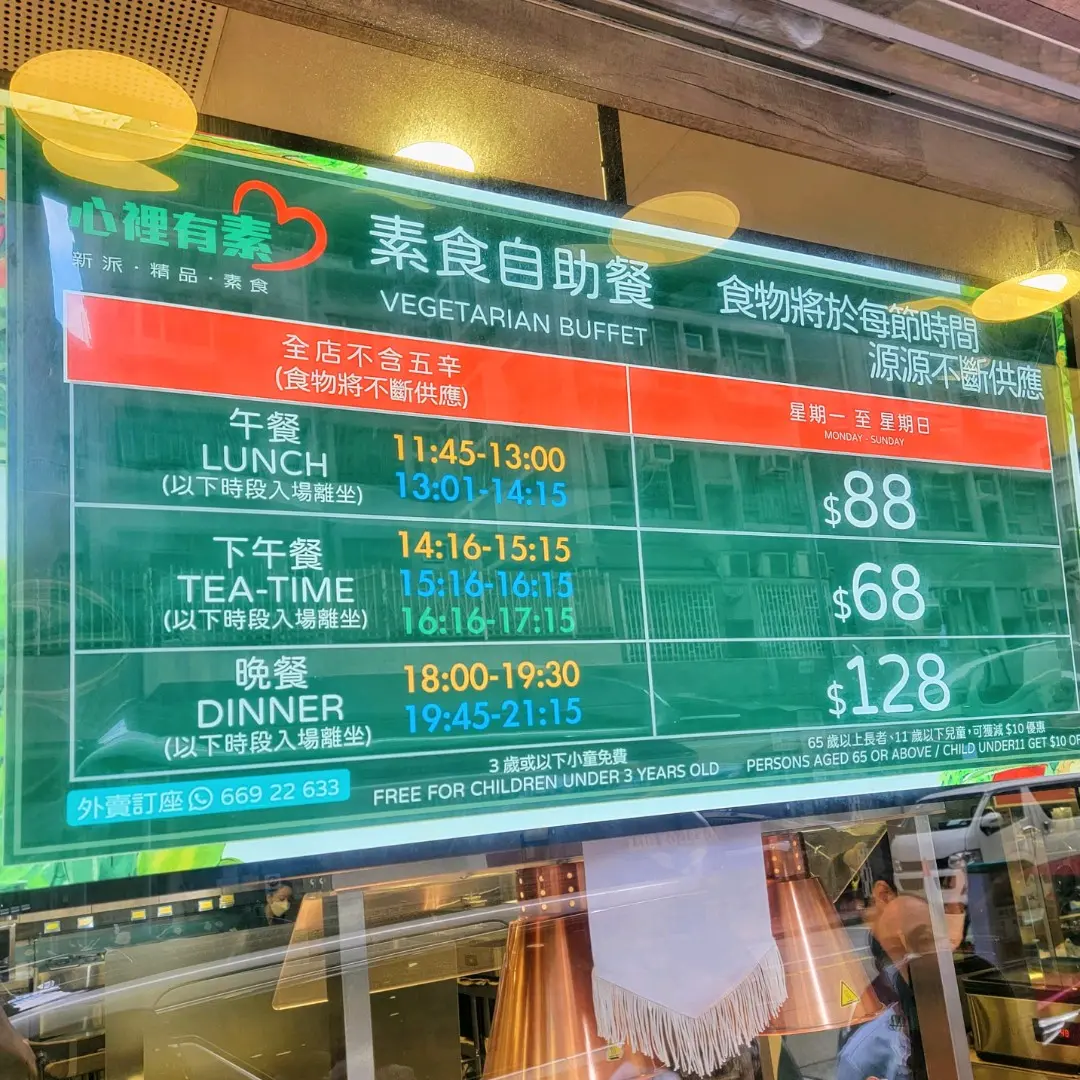 心裡有素
新派·精品·素食
素食自助餐
VEGETARIAN BUFFET
食物將於每節時間
源源不斷供應
全店不含五辛
(食物將不斷供應)
星期一 至 星期日
MONDAY - SUNDAY
午餐
LUNCH
(以下時段入場離坐)
11:45-13:00
13:01-14:15
$88
下午餐
TEA-TIME
(以下時段入場離坐)
14:16-15:15
15:16-16:15
16:16-17:15
$68
晚餐
DINNER
(以下時段入場離坐)
18:00-19:30
19:45-21:15
$128
外賣訂座 669 22 633
3 歲或以下小童免費
FREE FOR CHILDREN UNDER 3 YEARS OLD
65 歲以上長者、11 歲以下兒童，可獲減 $10 優惠
PERSONS AGED 65 OR ABOVE / CHILD UNDER11 GET $10 OF